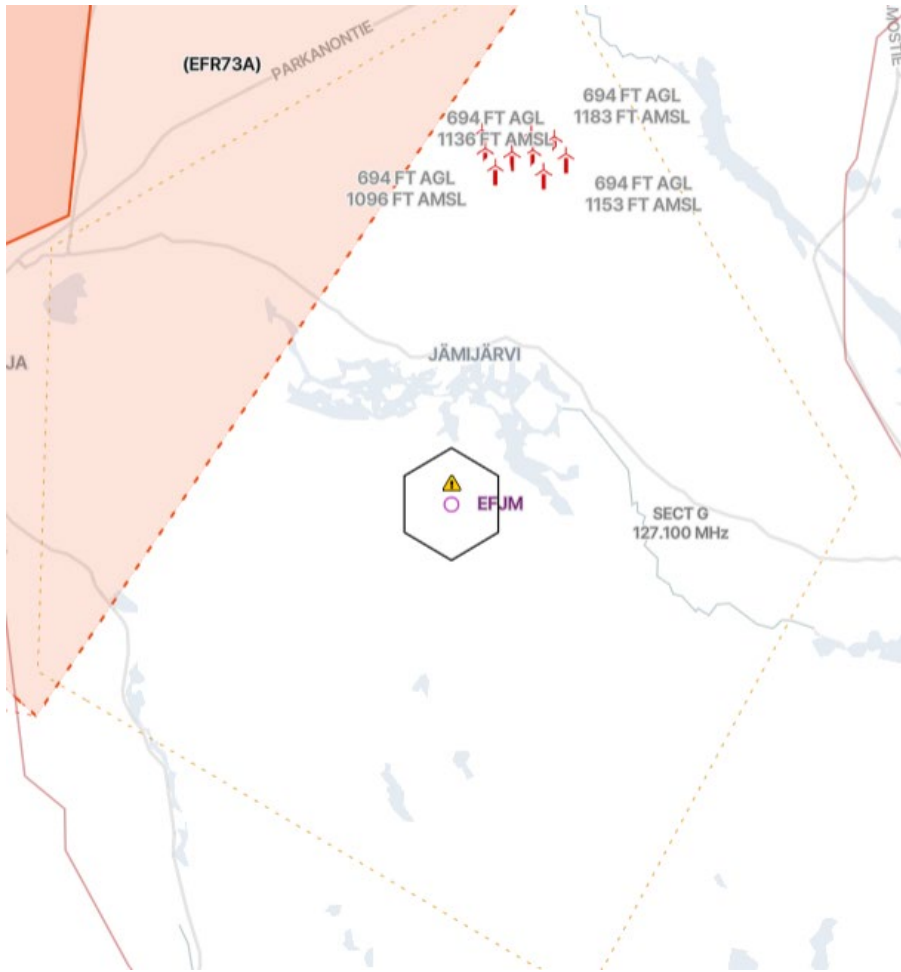 MOSTIE
PARKANONTIE
(EFR73A)
694 FT AGL
1183 FT AMSL
694 FT AGL
1136 FT AMSL
694 FT AGL
1096 FT AMSL
694 FT AGL
1153 FT AMSL
JÄMIJÄRVI
JA
EFJM
SECT G
127.100 MHz